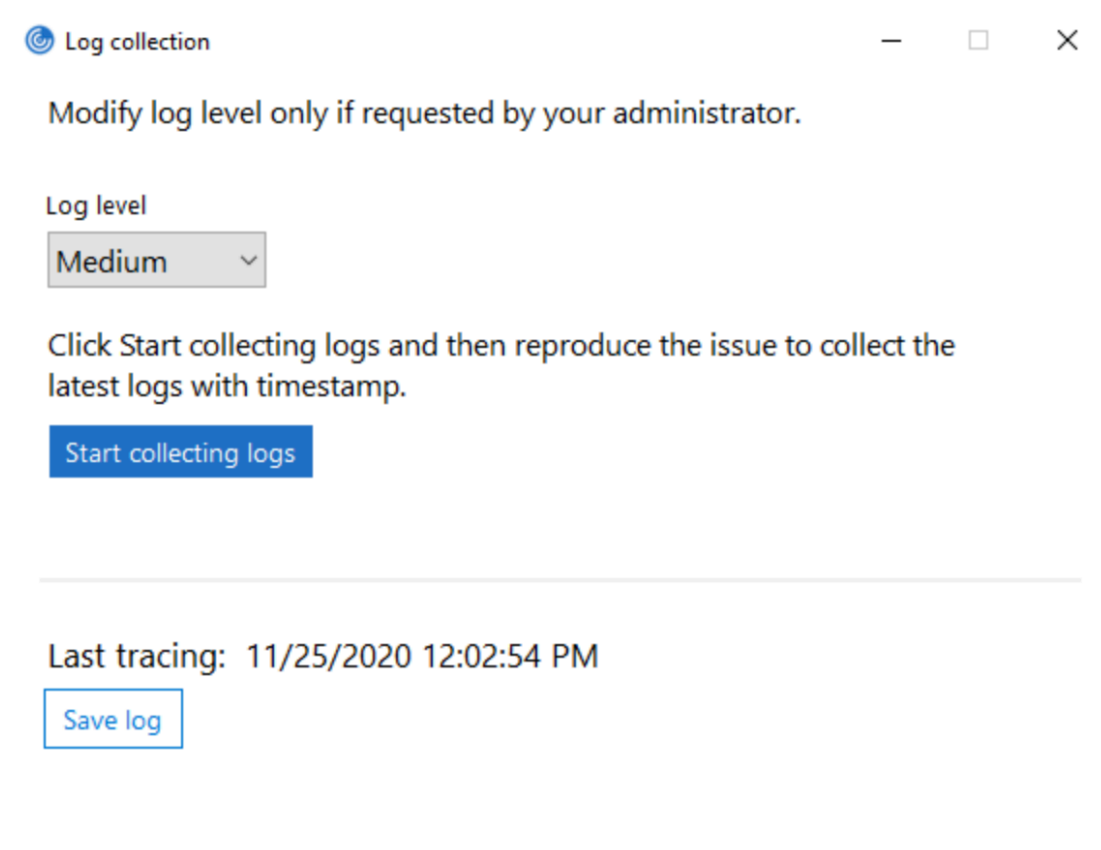 Log collection
Modify log level only if requested by your administrator.
Log level
Medium
Click Start collecting logs and then reproduce the issue to collect the
latest logs with timestamp.
Start collecting logs
Last tracing: 11/25/2020 12:02:54 PM
Save log